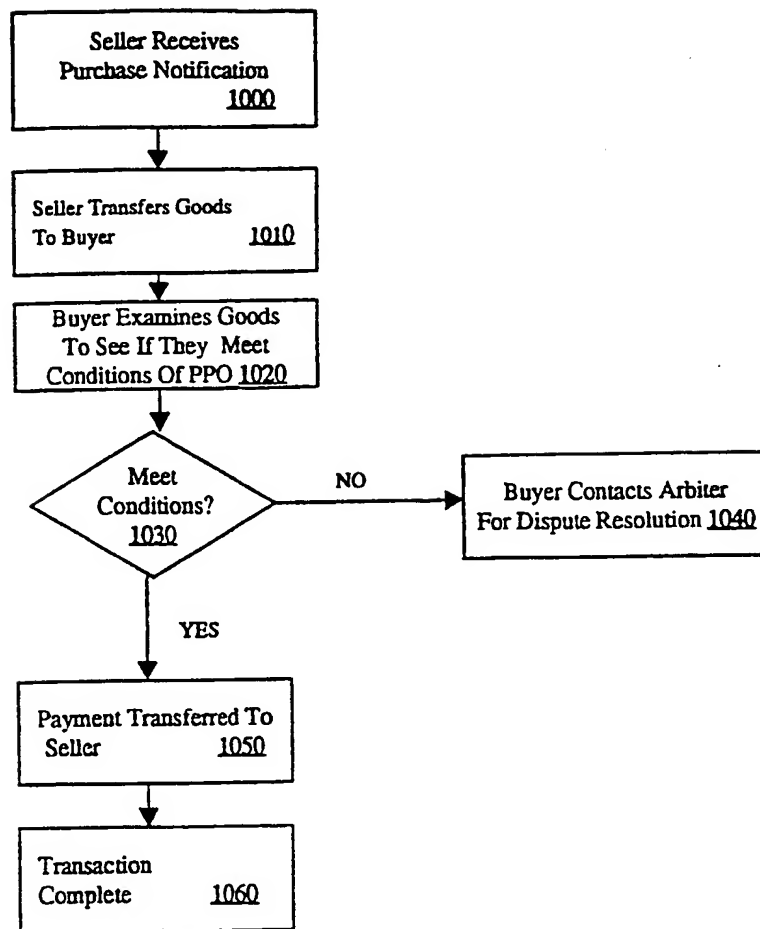 Seller Receives
Purchase Notification
1000
Seller Transfers Goods
To Buyer 1010
Buyer Examines Goods
To See If They Meet
Conditions Of PPO 1020
Meet
Conditions?
1030
NO
Buyer Contacts Arbiter
For Dispute Resolution 1040
YES
Payment Transferred To
Seller 1050
Transaction
Complete 1060